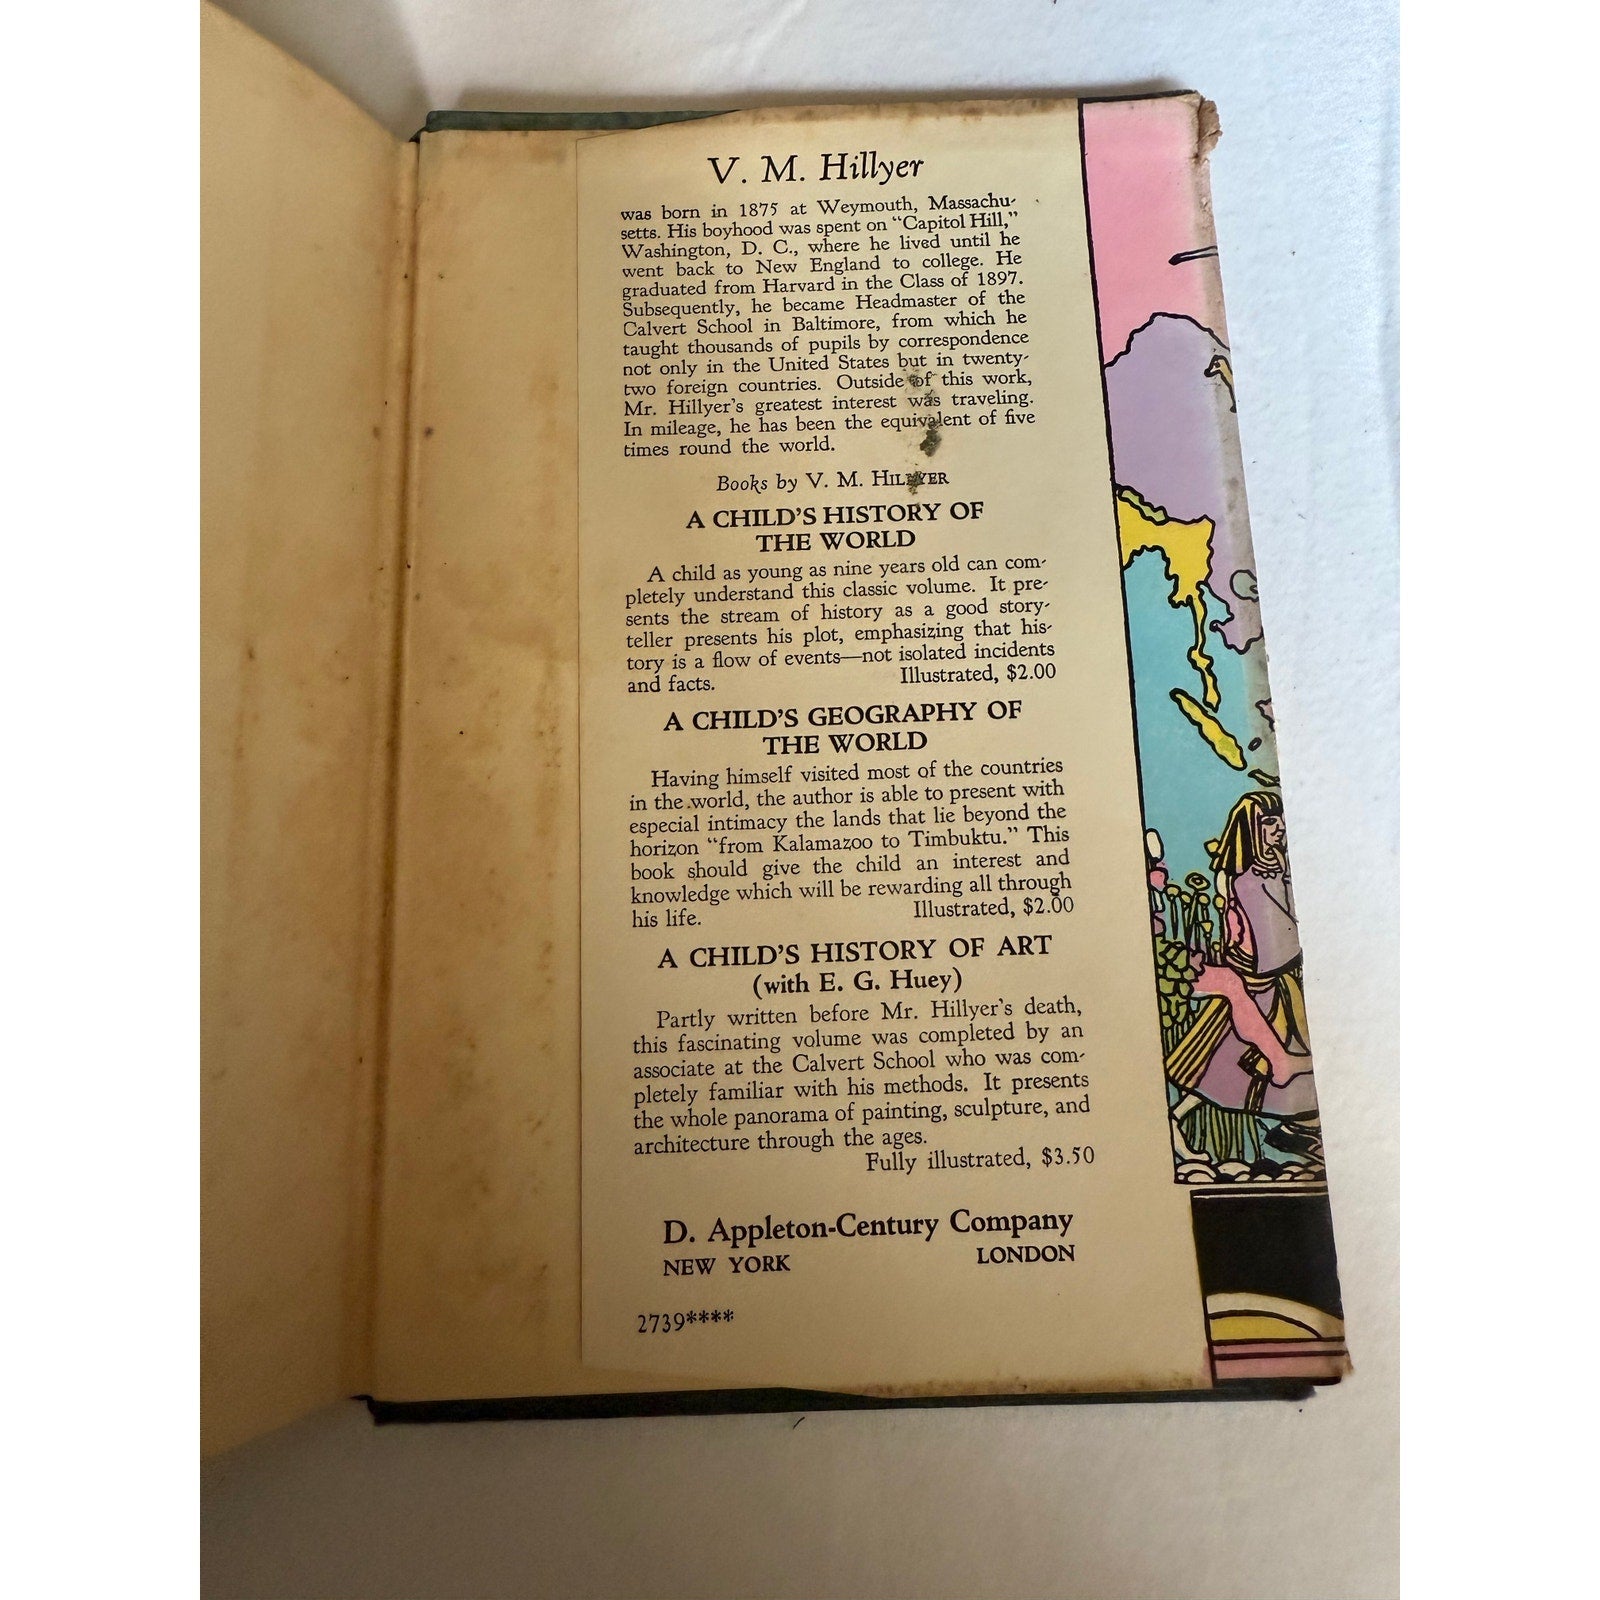 V. M. Hillyer
was born in 1875 at Weymouth, Massachu-
setts. His boyhood was spent on "Capitol Hill,"
Washington, D. C., where he lived until he
went back to New England to college. He
graduated from Harvard in the Class of 1897.
Subsequently, he became Headmaster of the
Calvert School in Baltimore, from which he
taught thousands of pupils by correspondence
not only in the United States but in twenty-
two foreign countries. Outside of this work,
Mr. Hillyer's greatest interest was traveling.
In mileage, he has been the equivalent of five
times round the world.
Books by V. M. HILLYER
A CHILD'S HISTORY OF
THE WORLD
A child as young as nine years old can com-
pletely understand this classic volume. It pre-
sents the stream of history as a good story-
teller presents his plot, emphasizing that his-
tory is a flow of events—not isolated incidents
and facts. Illustrated, $2.00
A CHILD'S GEOGRAPHY OF
THE WORLD
Having himself visited most of the countries
in the world, the author is able to present with
especial intimacy the lands that lie beyond the
horizon "from Kalamazoo to Timbuktu." This
book should give the child an interest and
knowledge which will be rewarding all through
his life. Illustrated, $2.00
A CHILD'S HISTORY OF ART
(with E. G. Huey)
Partly written before Mr. Hillyer's death,
this fascinating volume was completed by an
associate at the Calvert School who was com-
pletely familiar with his methods. It presents
the whole panorama of painting, sculpture, and
architecture through the ages.
Fully illustrated, $3.50
D. Appleton-Century Company
NEW YORK LONDON
2739****